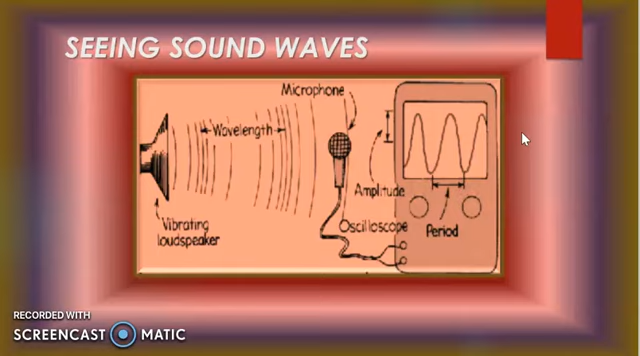 SEEING SOUND WAVES
Microphone
Wavelength
Amplitude
Vibrating
loudspeaker
Oscilloscope
Period
RECORDED WITH
SCREENCAST MATIC